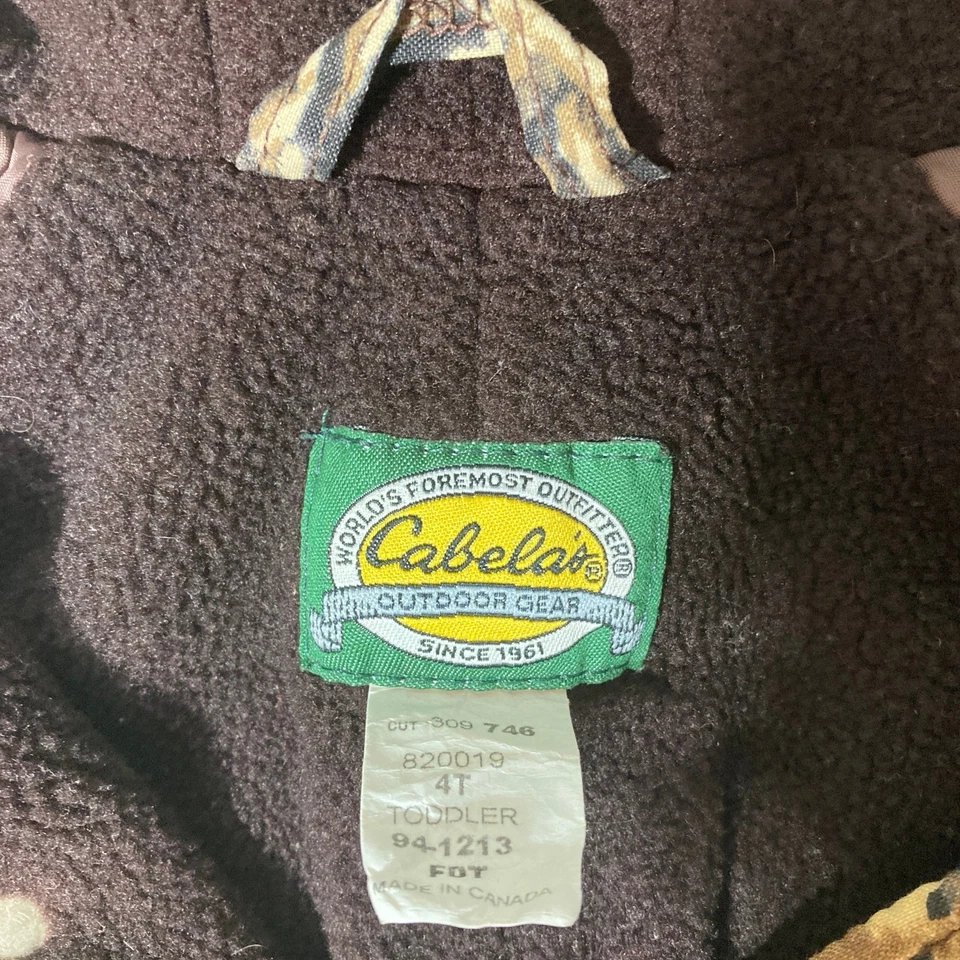 WORLD'S FOREMOST OUTFITTER®
Cabela's®
OUTDOOR GEAR
SINCE 1961
CUT 309 746
820019
4T
TODDLER
94-1213
FDT
MADE IN CANADA